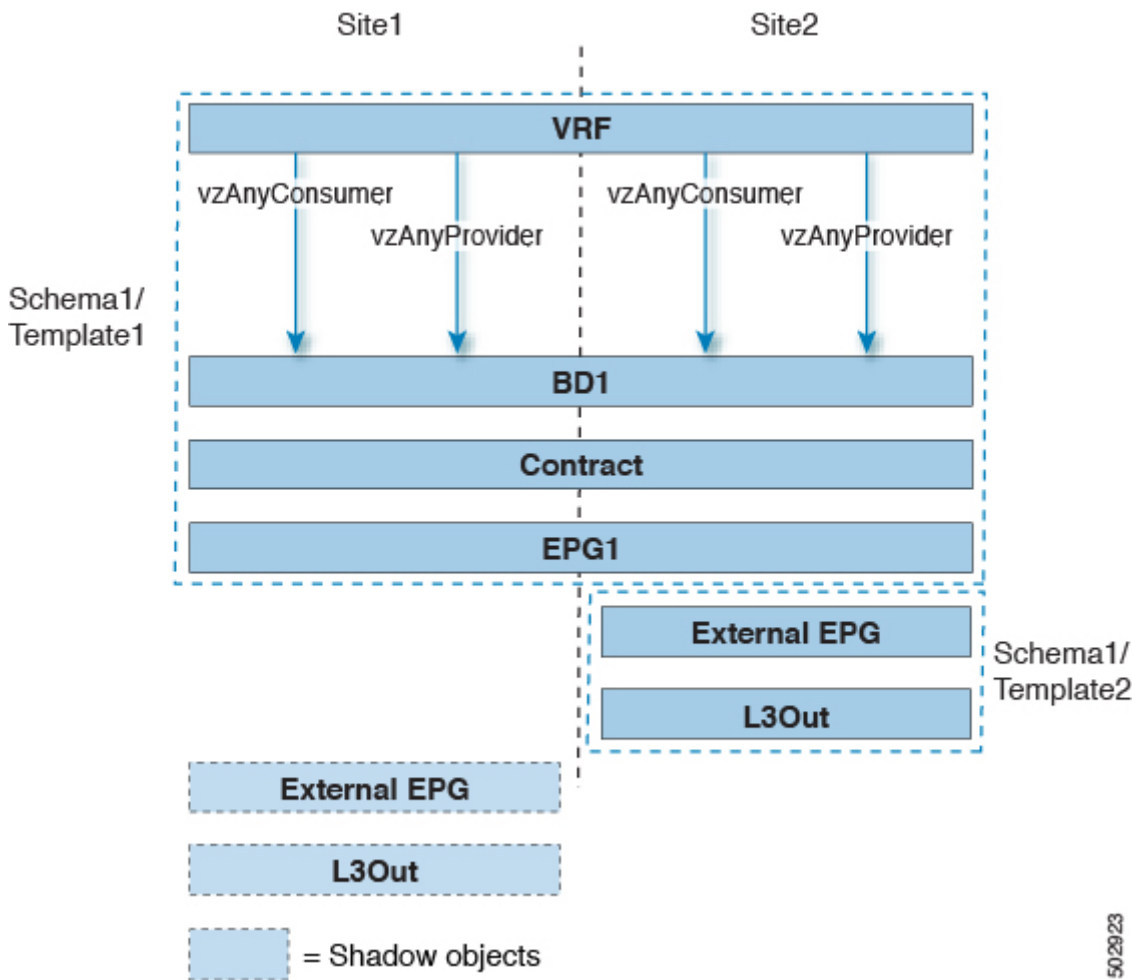 Site1
Site2
VRF
vzAnyConsumer
vzAnyProvider
vzAnyConsumer
vzAnyProvider
Schema1/
Template1
BD1
Contract
EPG1
External EPG
L3Out
Schema1/
Template2
External EPG
L3Out
= Shadow objects
502923